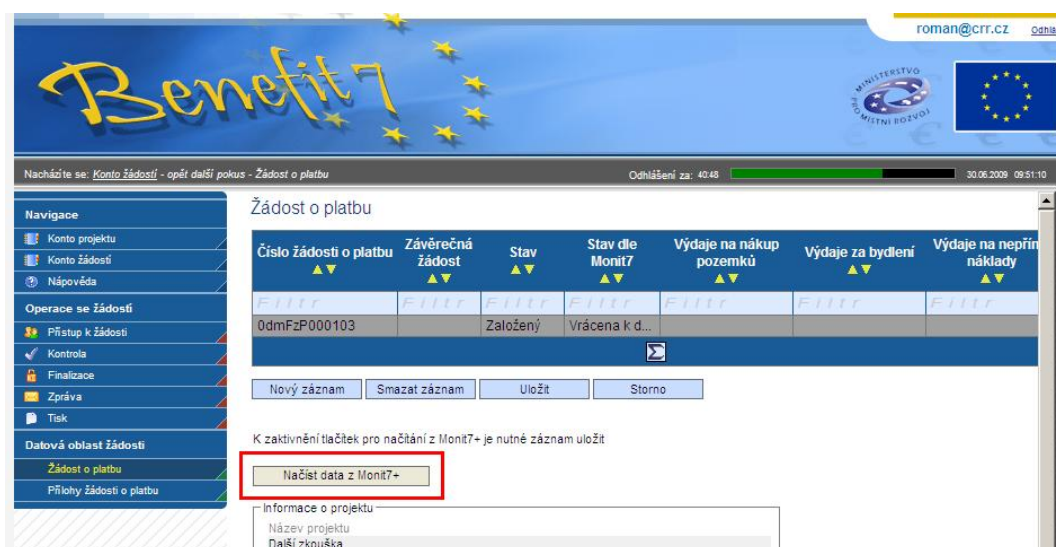 roman@crr.cz
Benefit7
MINISTERSTVO
PRO MÍSTNÍ ROZVOJ
Nacházíte se: Konto žádostí - opět další pokus - Žádost o platbu
Odhlášení za: 40:48
30.06.2009 09:51:10
Navigace
Konto projektu
Konto žádostí
Nápověda
Operace se žádostí
Přístup k žádosti
Kontrola
Finalizace
Zpráva
Tisk
Datová oblast žádosti
Žádost o platbu
Přílohy žádosti o platbu
Žádost o platbu
Číslo žádosti o platbu
Závěrečná žádost
Stav
Stav dle Monit7
Výdaje na nákup pozemků
Výdaje za bydlení
Výdaje na nepřín
náklady
Filtr Filtr Filtr Filtr Filtr Filtr Filtr
0dmFzP000103 Založený Vrácena k d...
Σ
Nový záznam Smazat záznam Uložit Storno
K zaktivnění tlačítek pro načítání z Monit7+ je nutné záznam uložit
Načíst data z Monit7+
Informace o projektu
Název projektu
Další zkouška